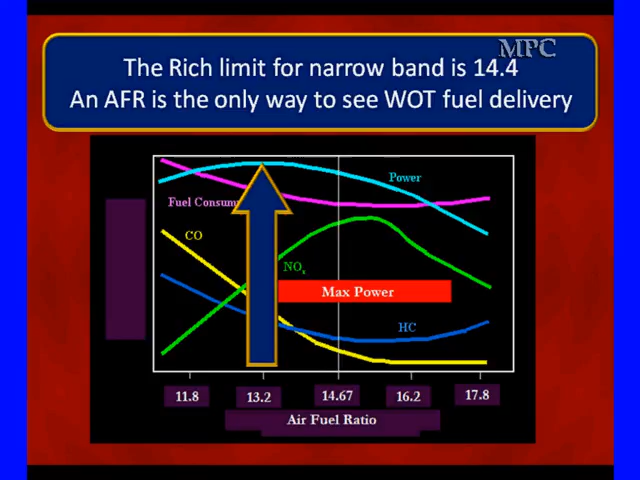 MPC
The Rich limit for narrow band is 14.4
An AFR is the only way to see WOT fuel delivery
Power
Fuel Consum
CO
NOx
Max Power
HC
11.8 13.2 14.67 16.2 17.8
Air Fuel Ratio